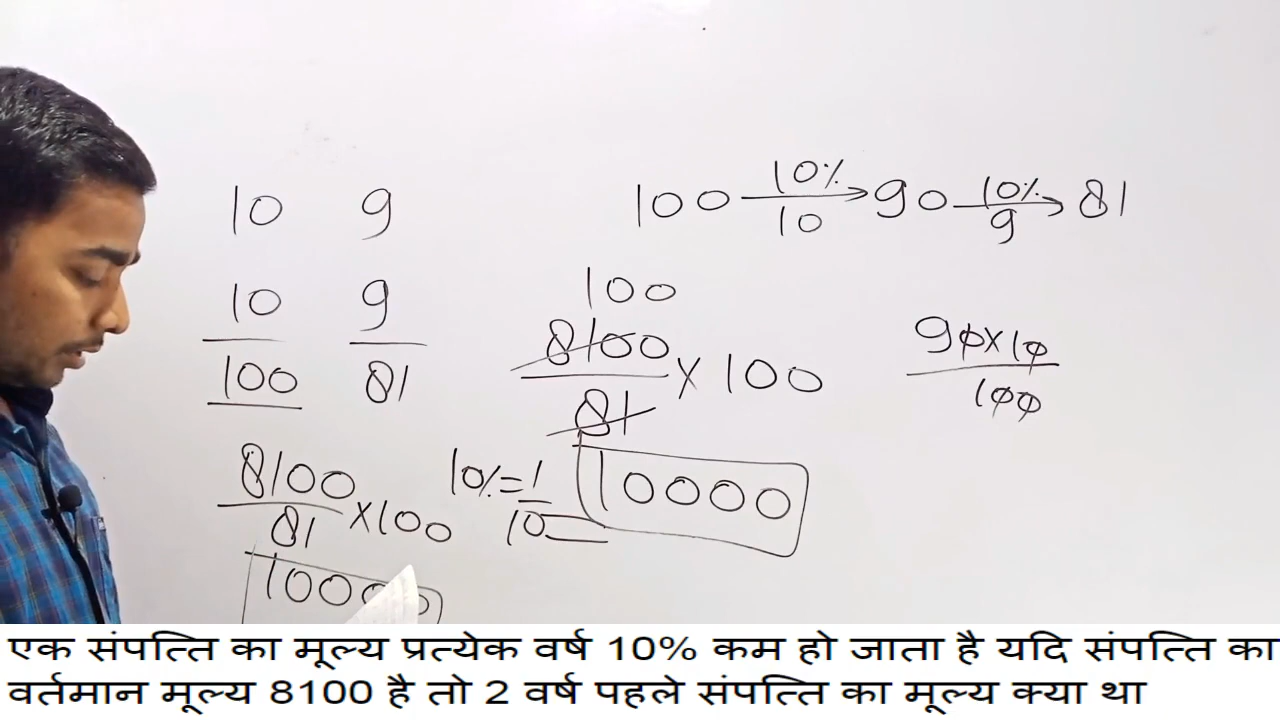 10 9
10 9
100 81
8100/81 ×100
10000
10%=1/10
100 10%/10→ 90 10%/9→ 81
100
8100/81 × 100
10000
90×10/100
एक संपत्ति का मूल्य प्रत्येक वर्ष 10% कम हो जाता है यदि संपत्ति का
वर्तमान मूल्य 8100 है तो 2 वर्ष पहले संपत्ति का मूल्य क्या था